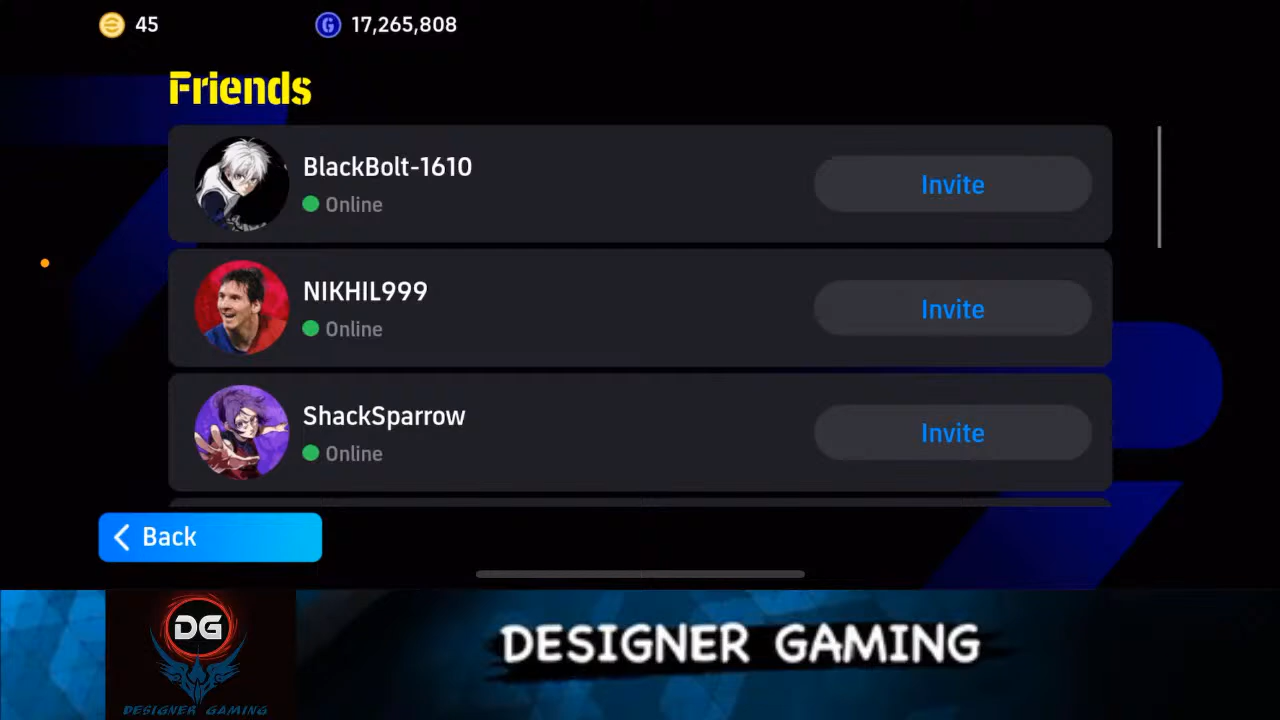 45
17,265,808
Friends
BlackBolt-1610
Online
Invite
NIKHIL999
Online
Invite
ShackSparrow
Online
Invite
Back
DG
DESIGNER GAMING
DESIGNER GAMING